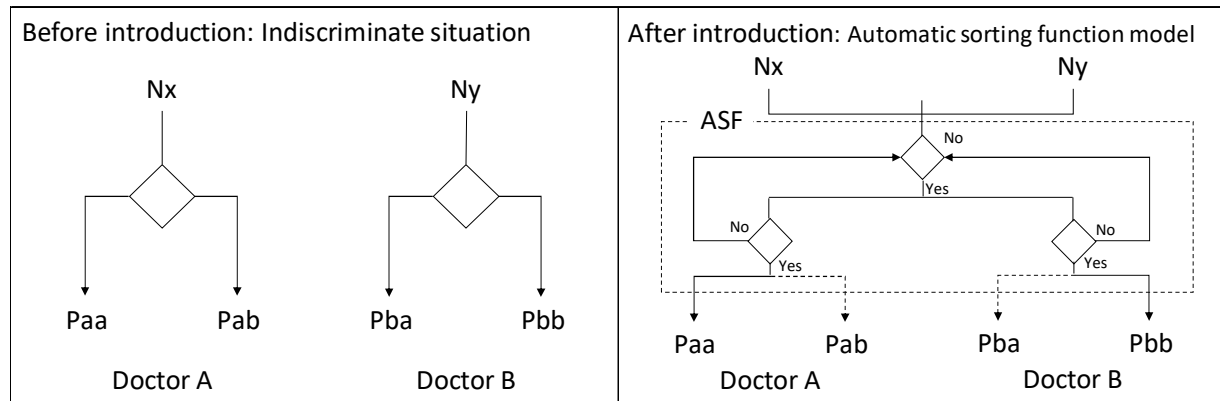 Before introduction: Indiscriminate situation
Nx Ny
Paa Pab Pba Pbb
Doctor A Doctor B
After introduction: Automatic sorting function model
Nx Ny
ASF
No
Yes
No No
Yes Yes
Paa Pab Pba Pbb
Doctor A Doctor B